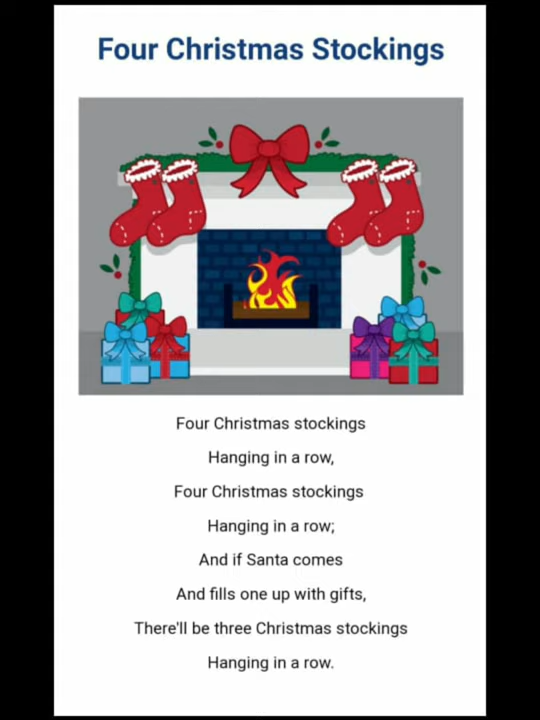 Four Christmas Stockings
Four Christmas stockings
Hanging in a row,
Four Christmas stockings
Hanging in a row;
And if Santa comes
And fills one up with gifts,
There'll be three Christmas stockings
Hanging in a row.